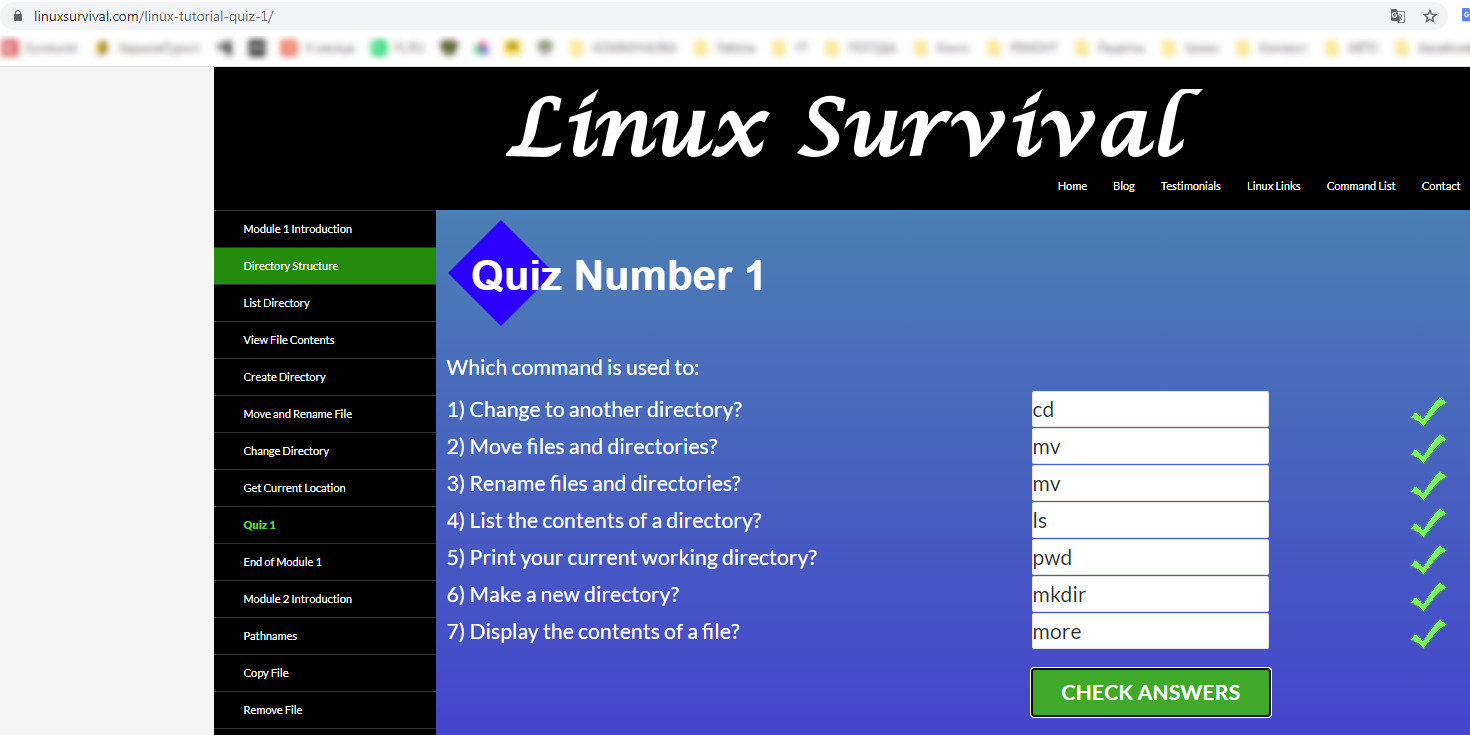 linuxsurvival.com/linux-tutorial-quiz-1/
Linux Survival
Home Blog Testimonials Linux Links Command List Contact
Module 1 Introduction
Directory Structure
List Directory
View File Contents
Create Directory
Move and Rename File
Change Directory
Get Current Location
Quiz 1
End of Module 1
Module 2 Introduction
Pathnames
Copy File
Remove File
Quiz Number 1
Which command is used to:
1) Change to another directory? cd
2) Move files and directories? mv
3) Rename files and directories? mv
4) List the contents of a directory? ls
5) Print your current working directory? pwd
6) Make a new directory? mkdir
7) Display the contents of a file? more
CHECK ANSWERS